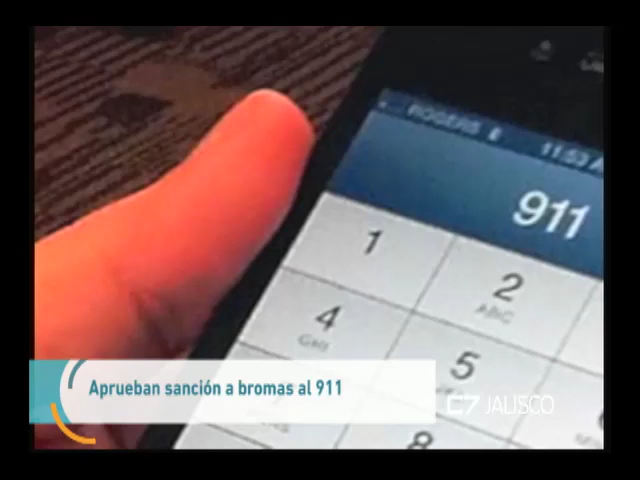 ROGERS 11:53 A
911
1
2
ABC
4
GHI
5
8
Aprueban sanción a bromas al 911
C7 JALISCO